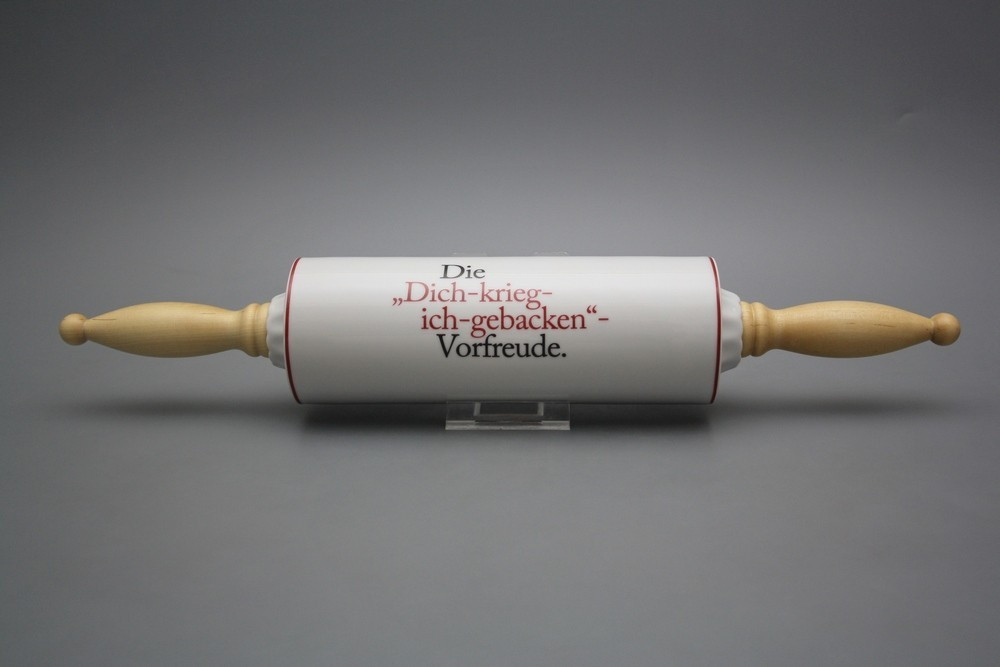 Die
„Dich-krieg-
ich-gebacken“-
Vorfreude.